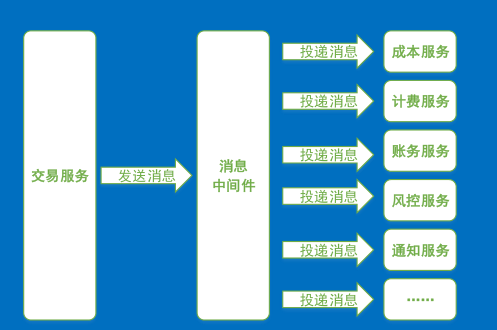 交易服务
发送消息
消息
中间件
投递消息
成本服务
投递消息
计费服务
投递消息
账务服务
投递消息
风控服务
投递消息
通知服务
投递消息
······